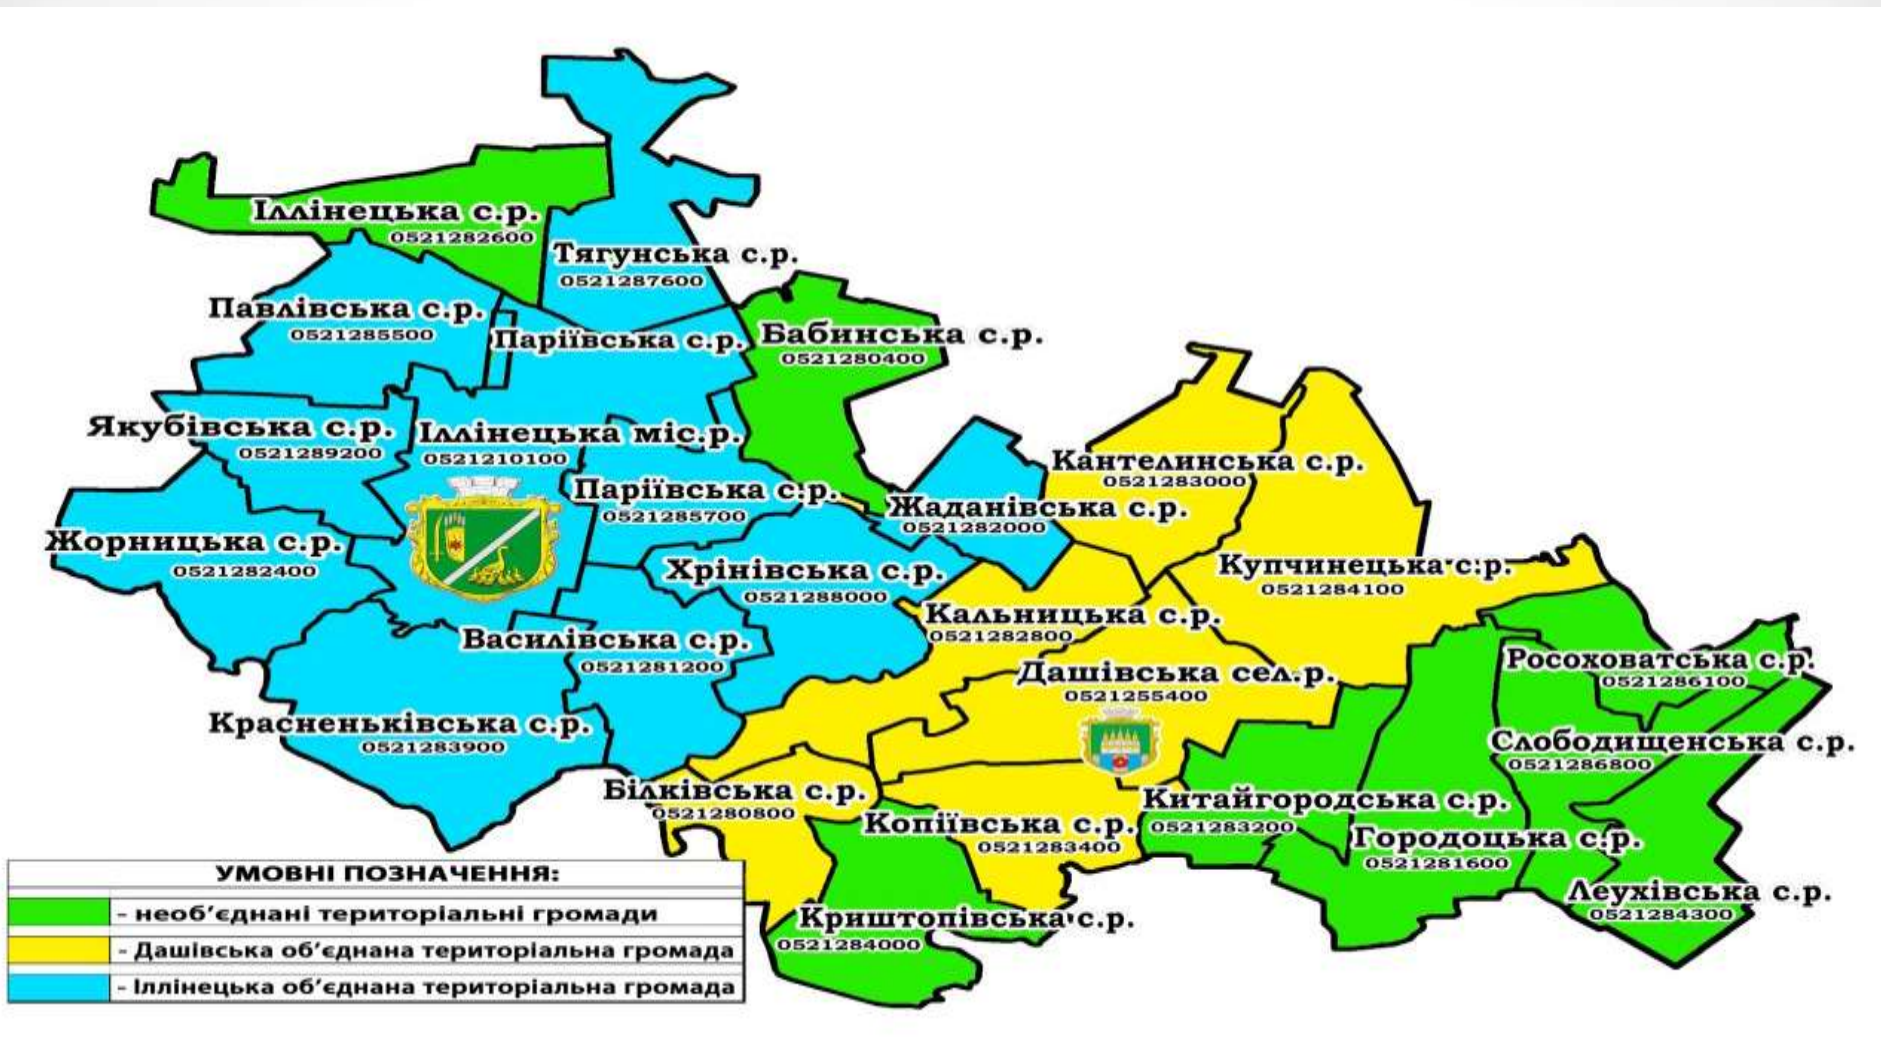 Іллінецька с.р.
0521282600
Тягунська с.р.
0521287600
Павлівська с.р.
0521285500
Паріївська с.р.
Бабинська с.р.
0521280400
Якубівська с.р.
0521289200
Іллінецька міс.р.
0521210100
Кантелинська с.р.
0521283000
Паріївська с.р.
0521285700
Жаданівська с.р.
0521282000
Жорницька с.р.
0521282400
Хрінівська с.р.
0521288000
Купчинецька с.р.
0521284100
Кальницька с.р.
0521282800
Василівська с.р.
0521281200
Дашівська сел.р.
0521255400
Росоховатська с.р.
0521286100
Красненьківська с.р.
0521283900
Слободищенська с.р.
0521286800
Білківська с.р.
0521280800
Китайгородська с.р.
0521283200
Копіївська с.р.
0521283400
Городоцька с.р.
0521281600
Леухівська с.р.
0521284300
Криштопівська с.р.
0521284000
УМОВНІ ПОЗНАЧЕННЯ:
- необ’єднані територіальні громади
- Дашівська об’єднана територіальна громада
- Іллінецька об’єднана територіальна громада